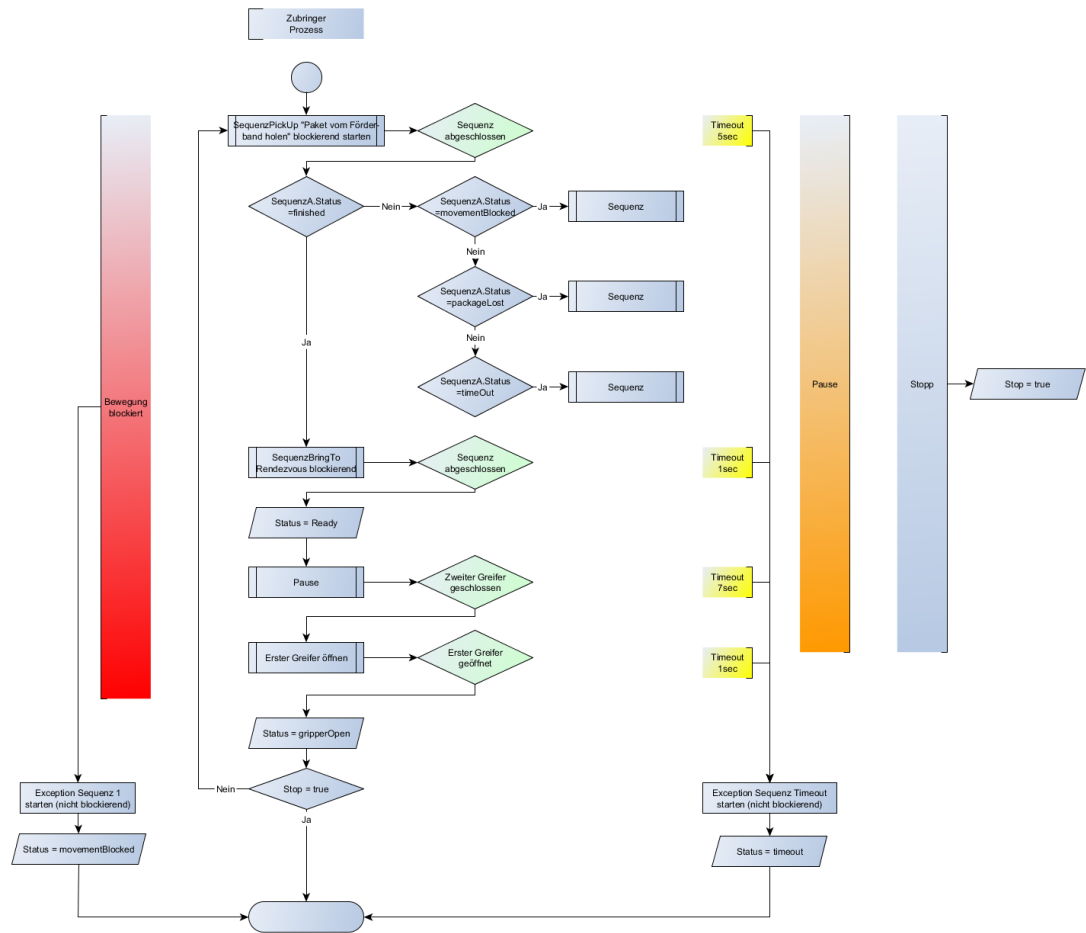 Zubringer
Prozess
SequenzPickUp "Paket vom Förder-
band holen" blockierend starten
Sequenz
abgeschlossen
Timeout
5sec
SequenzA.Status
=finished
Nein
SequenzA.Status
=movementBlocked
Ja
Sequenz
Nein
SequenzA.Status
=packageLost
Ja
Sequenz
Nein
Ja
SequenzA.Status
=timeOut
Ja
Sequenz
Pause
Stopp
Stop = true
Bewegung
blockiert
SequenzBringTo
Rendezvous blockierend
Sequenz
abgeschlossen
Timeout
1sec
Status = Ready
Pause
Zweiter Greifer
geschlossen
Timeout
7sec
Erster Greifer öffnen
Erster Greifer
geöffnet
Timeout
1sec
Status = gripperOpen
Nein
Stop = true
Ja
Exception Sequenz 1
starten (nicht blockierend)
Exception Sequenz Timeout
starten (nicht blockierend)
Status = movementBlocked
Status = timeout